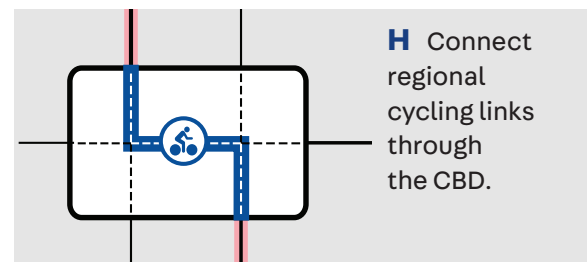 H Connect
regional
cycling links
through
the CBD.